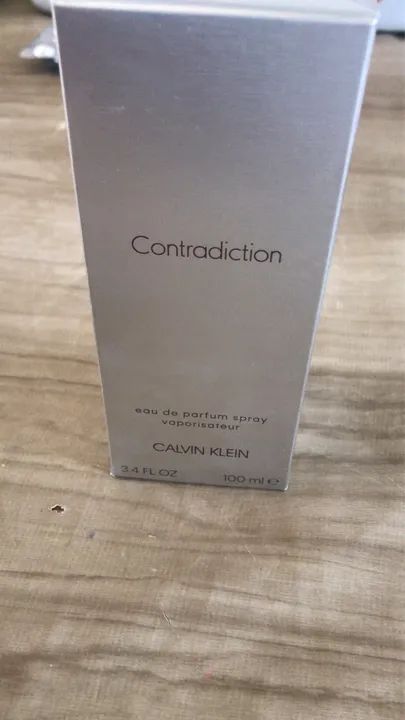 Contradiction
eau de parfum spray
vaporisateur
CALVIN KLEIN
3.4 FL OZ 100 ml ℮